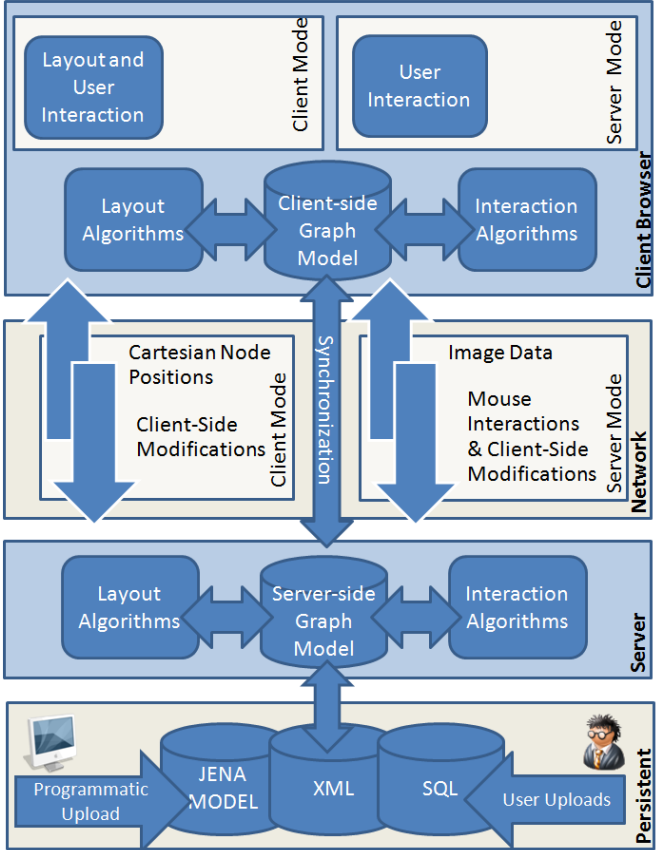 Layout and
User
Interaction
Client Mode
User
Interaction
Server Mode
Layout
Algorithms
Client-side
Graph
Model
Interaction
Algorithms
Client Browser
Cartesian Node
Positions
Client-Side
Modifications
Client Mode
Synchronization
Image Data
Mouse
Interactions
& Client-Side
Modifications
Server Mode
Network
Layout
Algorithms
Server-side
Graph
Model
Interaction
Algorithms
Server
Programmatic
Upload
JENA
MODEL
XML
SQL
User Uploads
Persistent